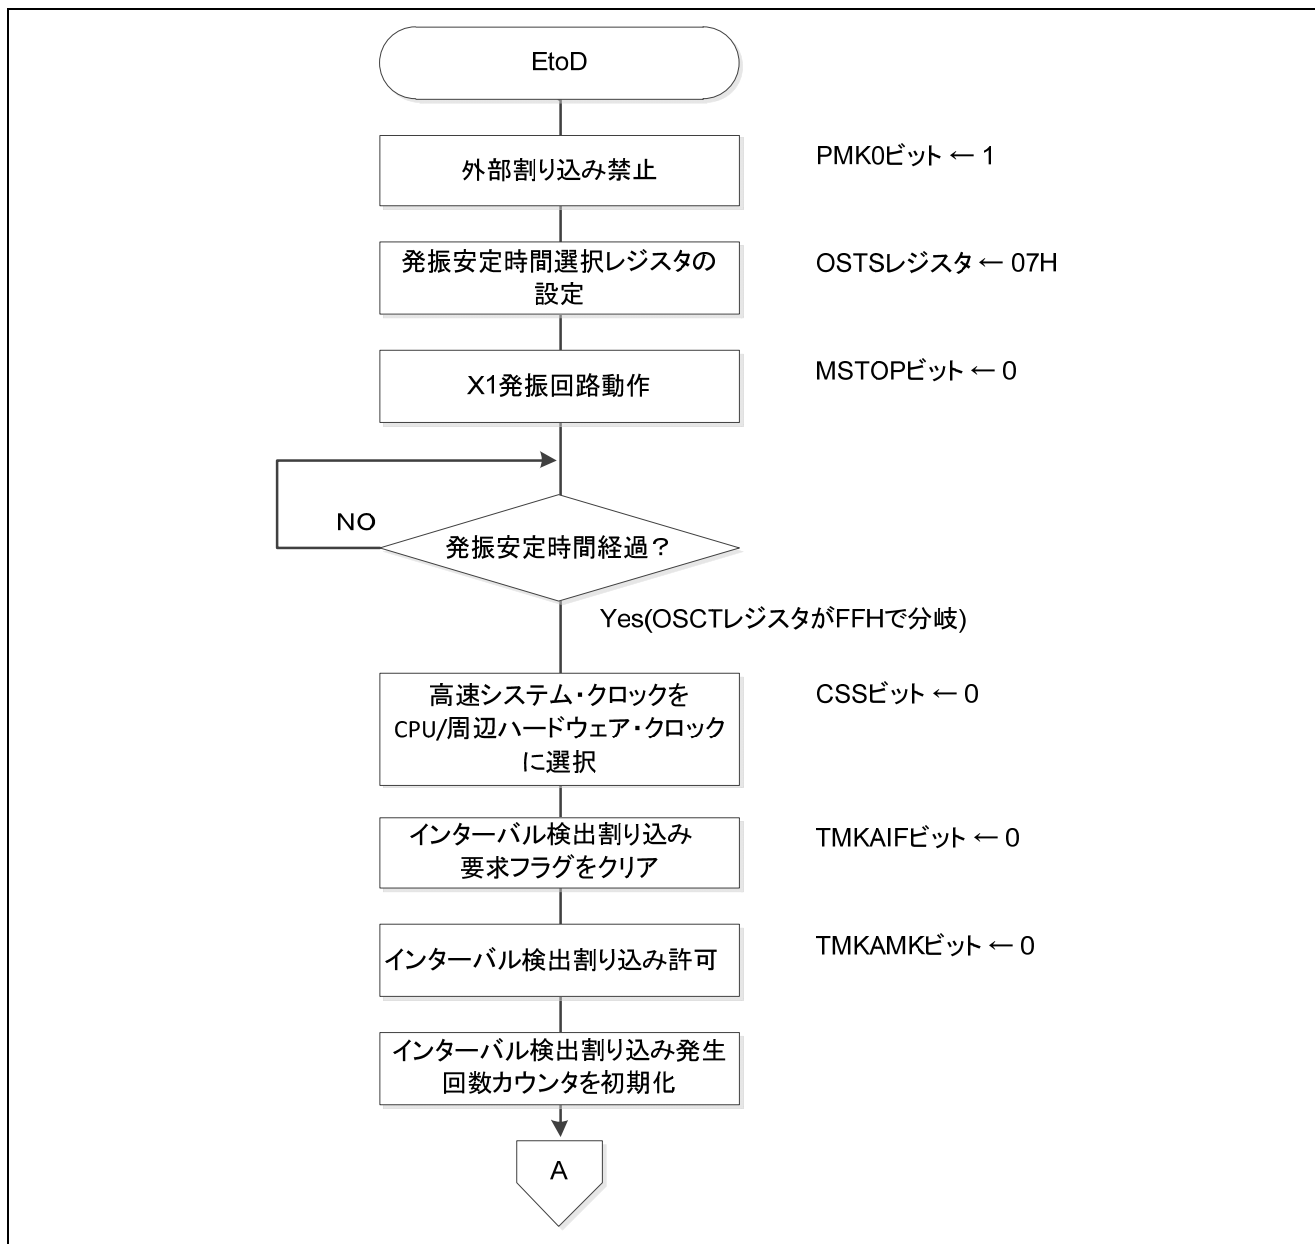 EtoD
外部割り込み禁止
PMK0ビット ← 1
発振安定時間選択レジスタの
設定
OSTSレジスタ ← 07H
X1発振回路動作
MSTOPビット ← 0
NO
発振安定時間経過？
Yes(OSCTレジスタがFFHで分岐)
高速システム・クロックを
CPU/周辺ハードウェア・クロック
に選択
CSSビット ← 0
インターバル検出割り込み
要求フラグをクリア
TMKAIFビット ← 0
インターバル検出割り込み許可
TMKAMKビット ← 0
インターバル検出割り込み発生
回数カウンタを初期化
A